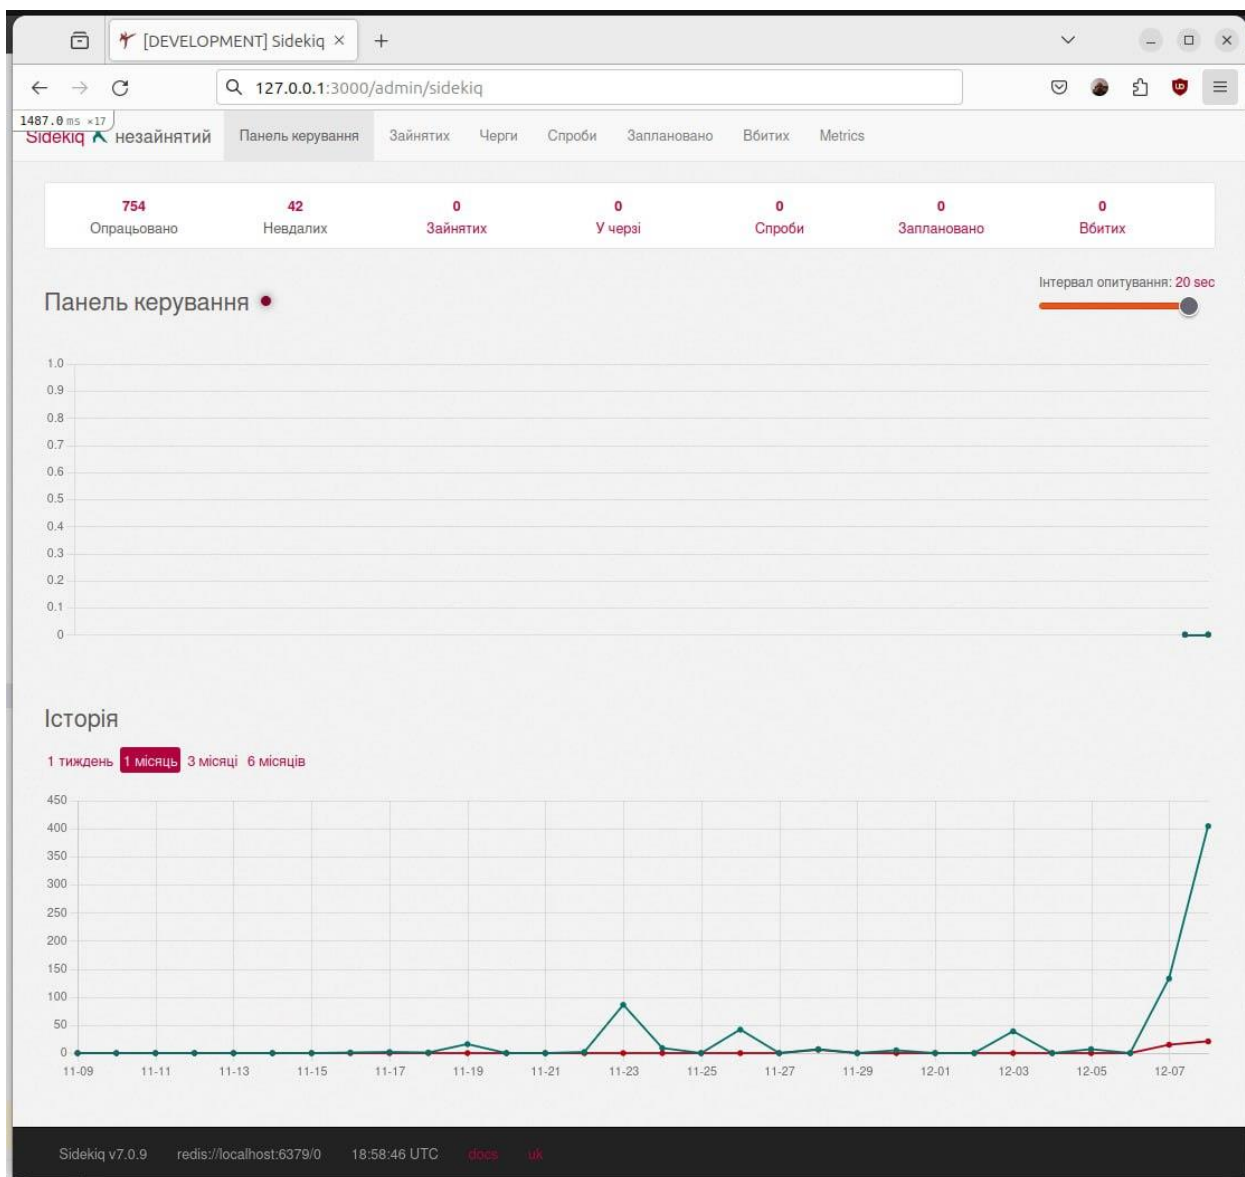 [DEVELOPMENT] Sidekiq
127.0.0.1:3000/admin/sidekiq
1487.0 ms ×17
Sidekiq незайнятий Панель керування Зайнятих Черги Спроби Заплановано Вбитих Metrics
754 42 0 0 0 0 0
Опрацьовано Невдалих Зайнятих У черзі Спроби Заплановано Вбитих
Інтервал опитування: 20 sec
Панель керування
1.0
0.9
0.8
0.7
0.6
0.5
0.4
0.3
0.2
0.1
0
Історія
1 тиждень 1 місяць 3 місяці 6 місяців
450
400
350
300
250
200
150
100
50
0
11-09 11-11 11-13 11-15 11-17 11-19 11-21 11-23 11-25 11-27 11-29 12-01 12-03 12-05 12-07
Sidekiq v7.0.9 redis://localhost:6379/0 18:58:46 UTC docs uk